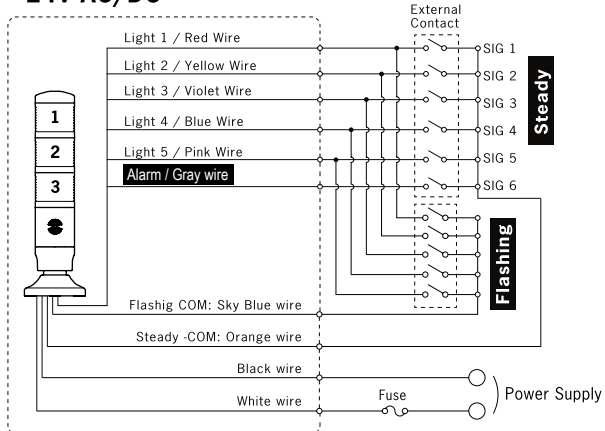 24V AC/DC
External
Contact
Light 1 / Red Wire
SIG 1
Light 2 / Yellow Wire
SIG 2
Light 3 / Violet Wire
SIG 3
Light 4 / Blue Wire
SIG 4
Light 5 / Pink Wire
SIG 5
Alarm / Gray wire
SIG 6
Steady
1
2
3
Flashing
Flashig COM: Sky Blue wire
Steady -COM: Orange wire
Black wire
White wire
Fuse
Power Supply